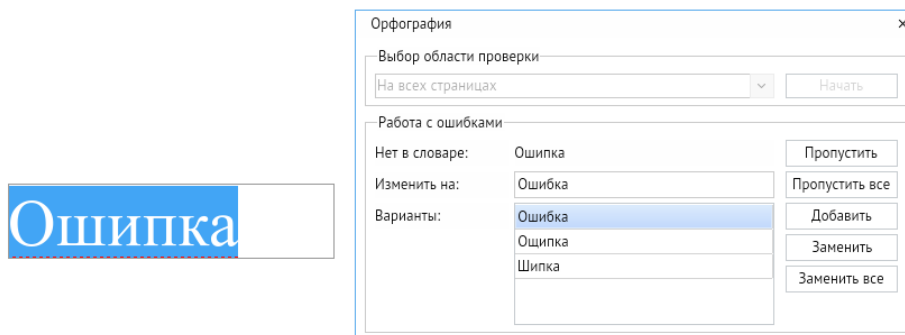 Ошипка
Орфография
Выбор области проверки
На всех страницах
Начать
Работа с ошибками
Нет в словаре: Ошипка Пропустить
Изменить на: Ошибка Пропустить все
Варианты: Ошибка Добавить
Ощипка Заменить
Шипка Заменить все